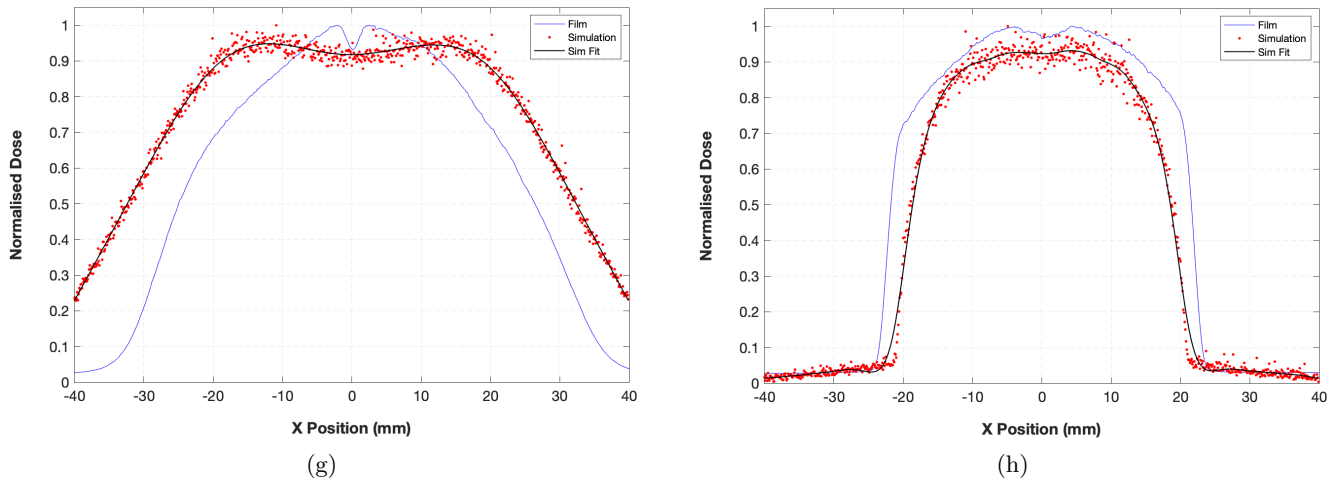 Film
Simulation
Sim Fit
Normalised Dose
1
0.9
0.8
0.7
0.6
0.5
0.4
0.3
0.2
0.1
0
-40 -30 -20 -10 0 10 20 30 40
X Position (mm)
(g)
Film
Simulation
Sim Fit
Normalised Dose
1
0.9
0.8
0.7
0.6
0.5
0.4
0.3
0.2
0.1
0
-40 -30 -20 -10 0 10 20 30 40
X Position (mm)
(h)